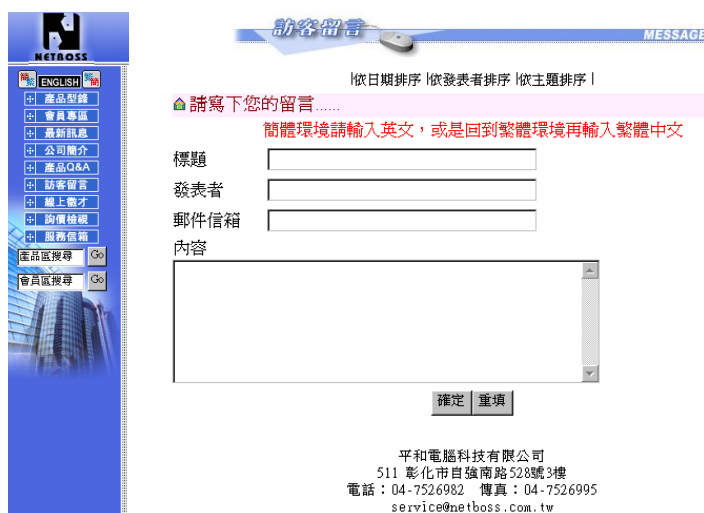 NETBOSS
簡繁 ENGLISH 繁簡
產品型錄
會員專區
最新訊息
公司簡介
產品Q&A
訪客留言
線上徵才
詢價檢視
服務信箱
產品區搜尋 Go
會員區搜尋 Go
訪客留言
MESSAGE
|依日期排序 |依發表者排序 |依主題排序 |
請寫下您的留言......
簡體環境請輸入英文，或是回到繁體環境再輸入繁體中文
標題
發表者
郵件信箱
內容
確定 重填
平和電腦科技有限公司
511 彰化市自強南路528號3樓
電話：04-7526982 傳真：04-7526995
service@netboss.com.tw